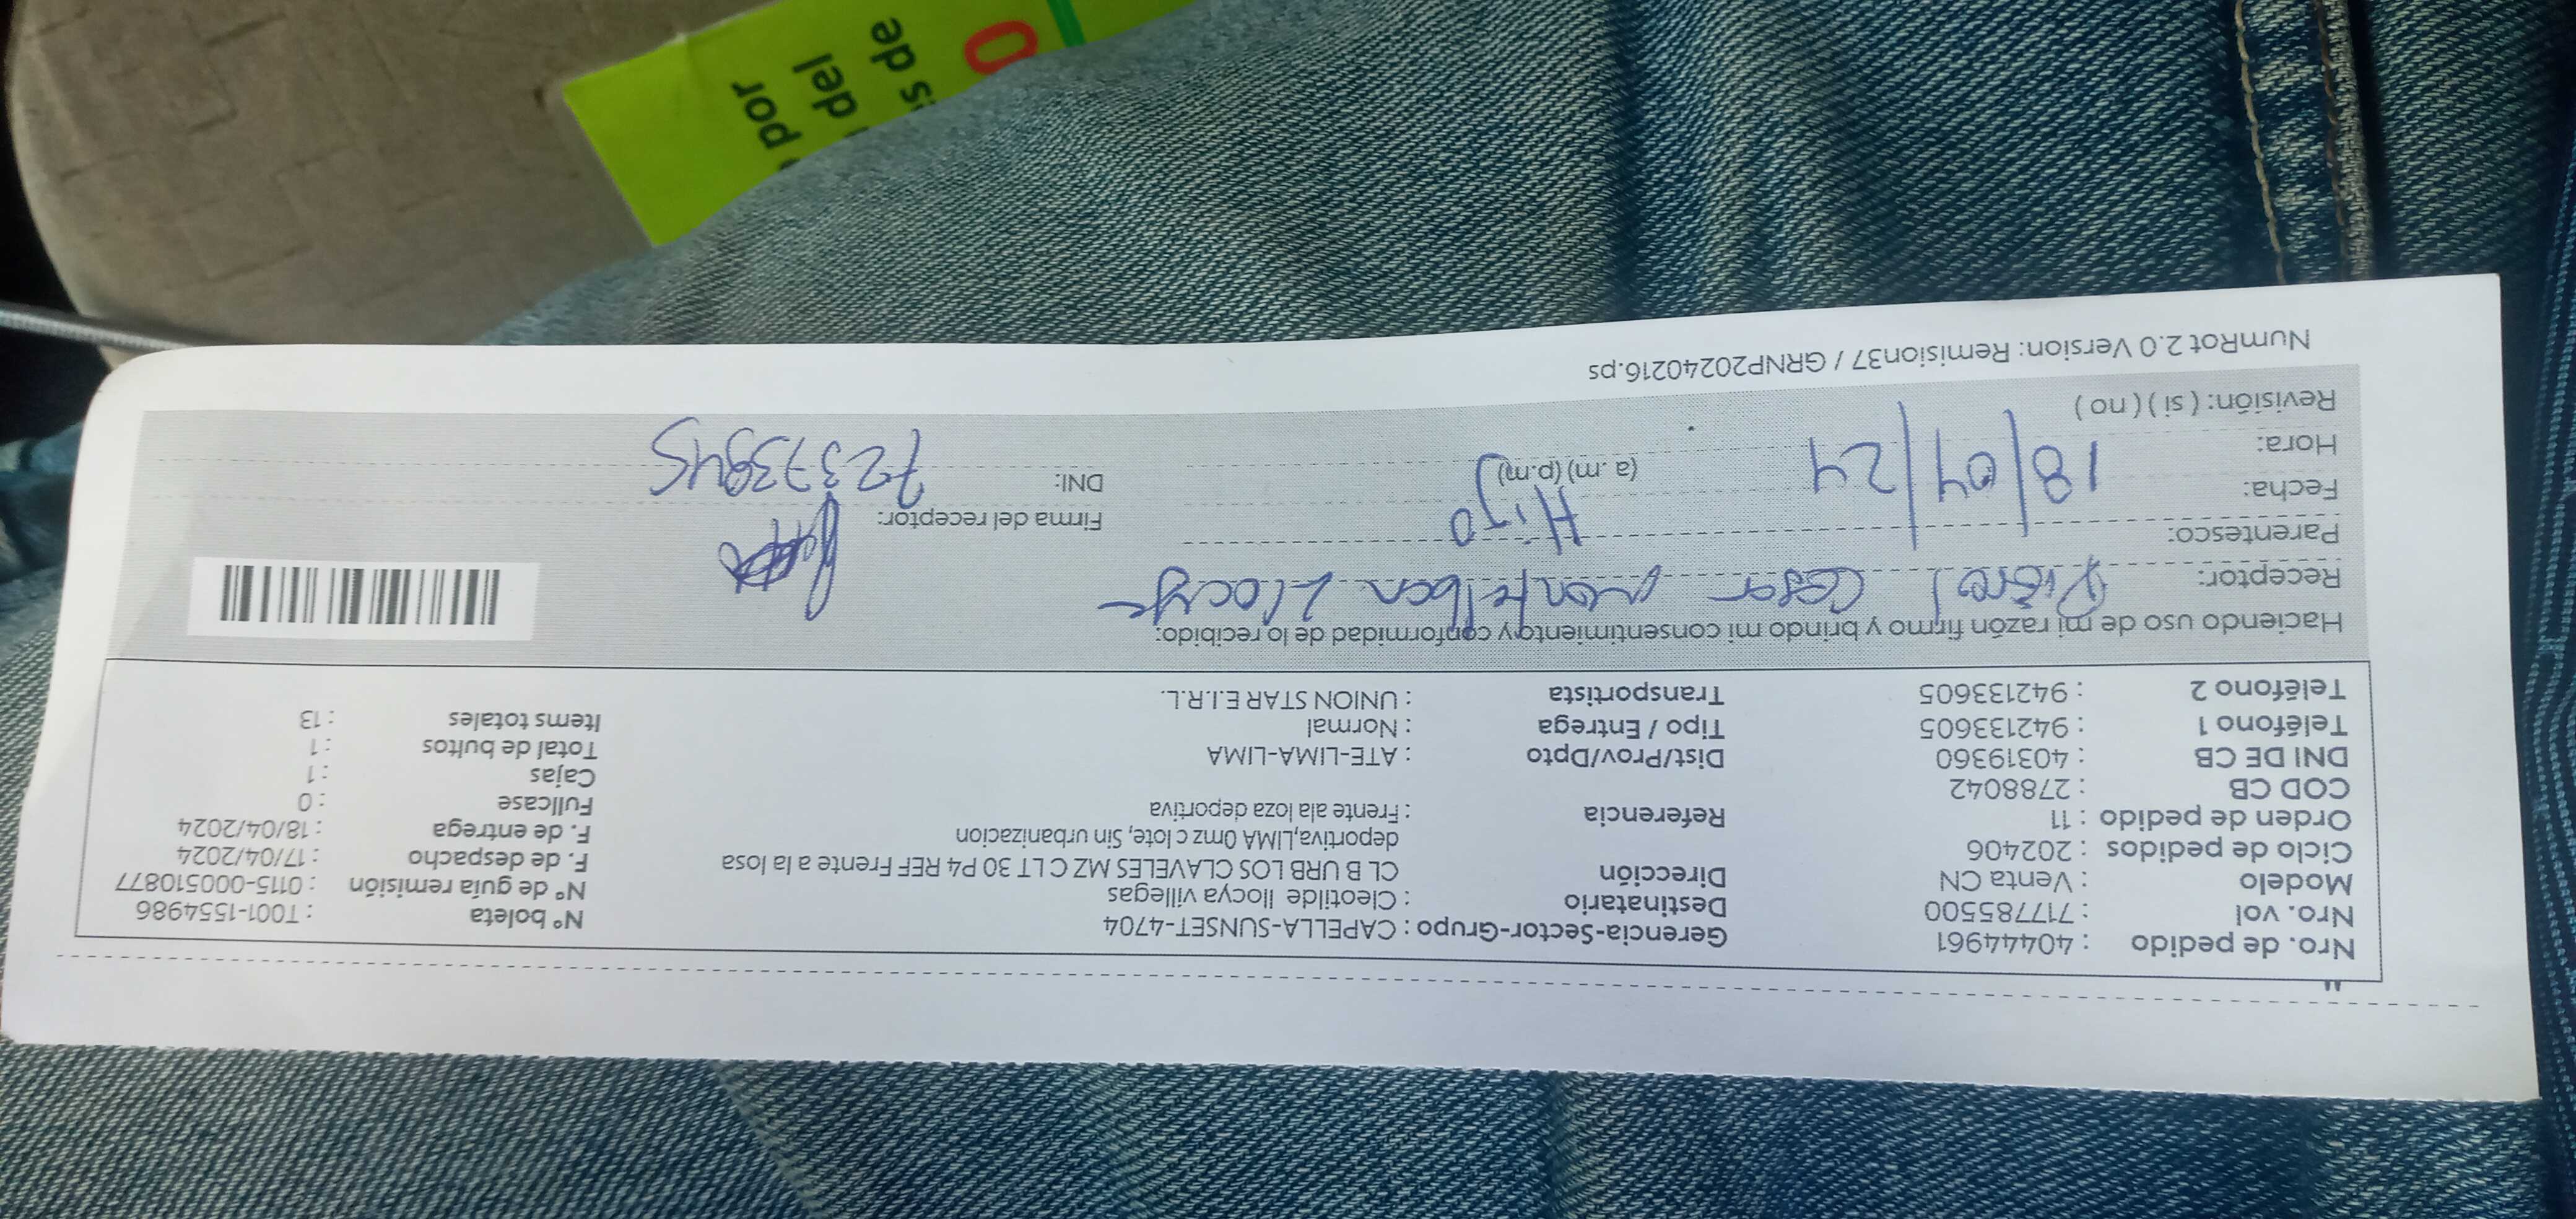 Nro. de pedido : 40444961
Nro. vol : 717785500
Modelo : Venta CN
Ciclo de pedidos : 202406
Orden de pedido : 11
COD CB : 2788042
DNI DE CB : 40319360
Teléfono 1 : 942133605
Teléfono 2 : 942133605
Gerencia-Sector-Grupo : CAPELLA-SUNSET-4704
Destinatario : Cleotilde llocya villegas
Dirección CL B URB LOS CLAVELES MZ C LT 30 P4 REF Frente a la losa
deportiva,LIMA 0mz c lote, Sin urbanizacion
Referencia : Frente ala loza deportiva
Dist/Prov/Dpto : ATE-LIMA-LIMA
Tipo / Entrega : Normal
Transportista : UNION STAR E.I.R.L.
N° boleta : T001-1554986
N° de guía remisión : 0115-000510877
F. de despacho : 17/04/2024
F. de entrega : 18/04/2024
Fullcase : 0
Cajas : 1
Total de bultos : 1
Items totales : 13
Haciendo uso de mi razón firmo y brindo mi consentimiento y conformidad de lo recibido:
Receptor: Cesar Llocya
Parentesco: Hijo
Fecha: 18/04/24
Hora: (a .m) (p.m)
Revisión: ( si ) ( no )
Firma del receptor:
DNI:
NumRot 2.0 Version: Remision37 / GRNP20240216.ps
por
del
s de
0